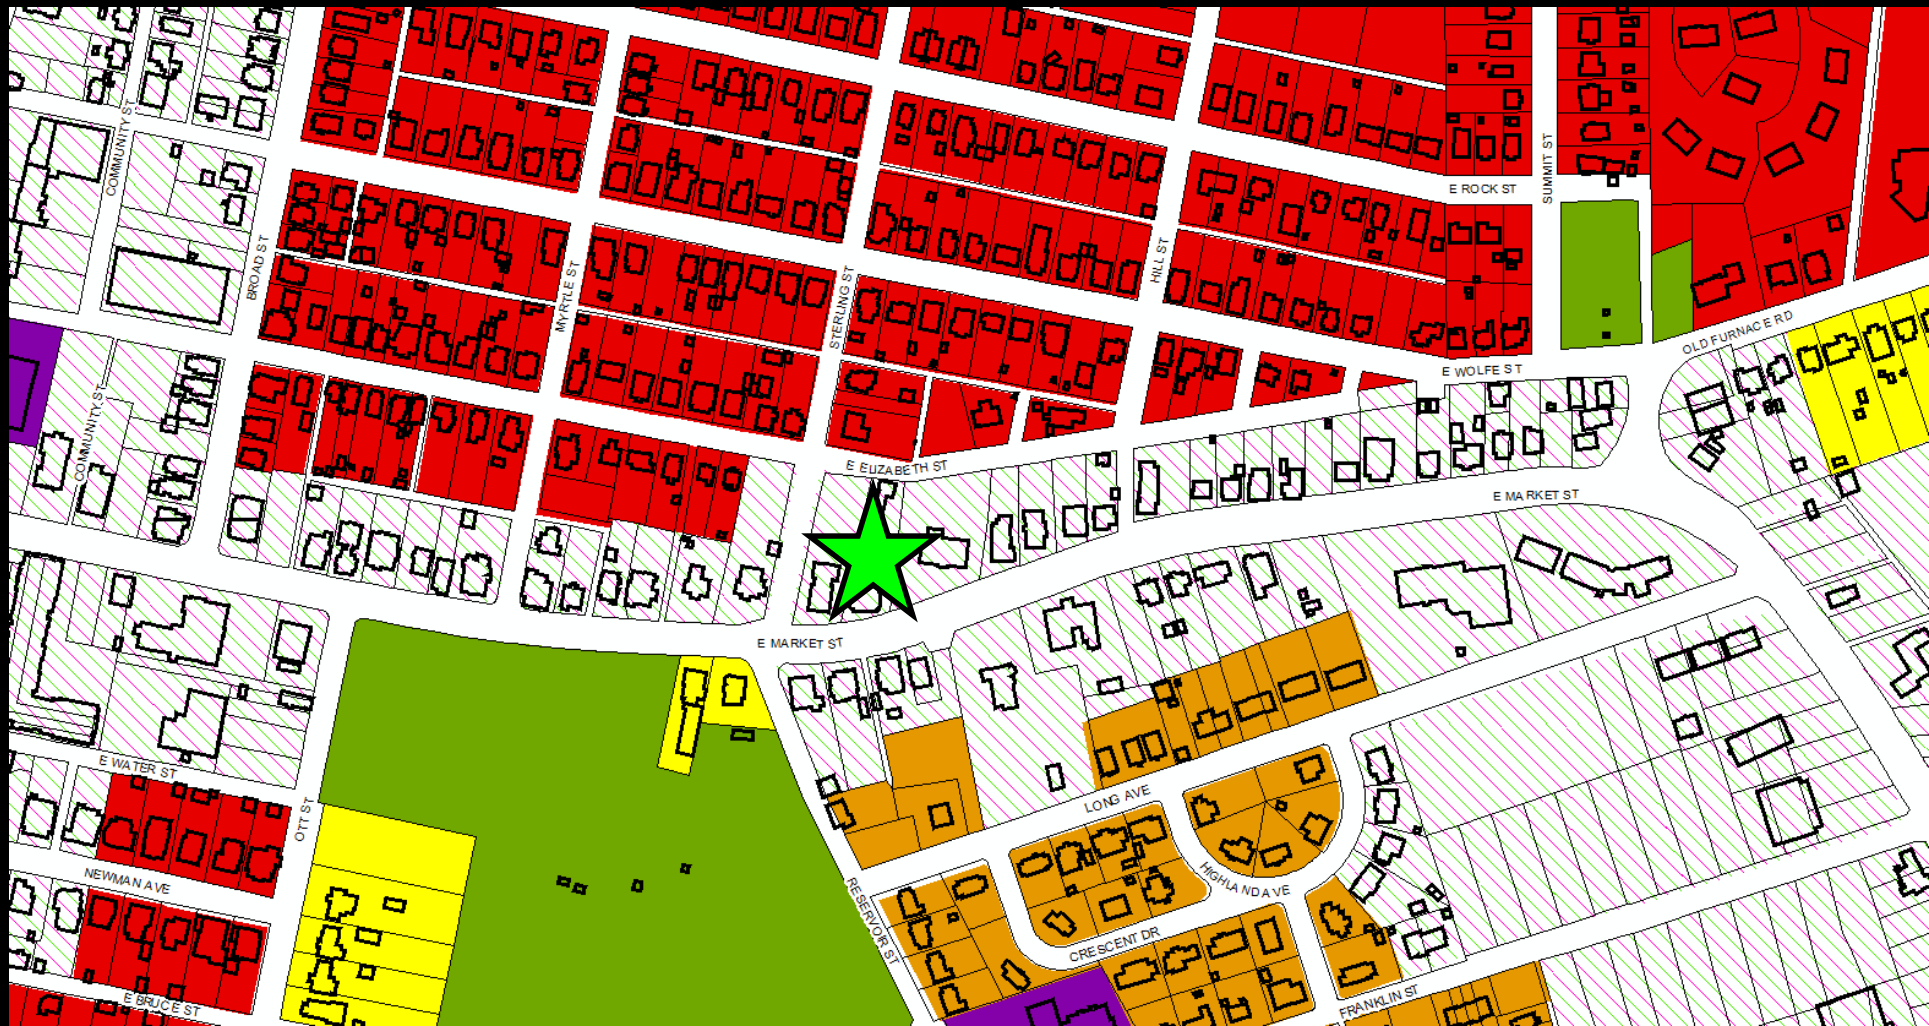 COMMUNITY ST
SUMMIT ST
E ROCK ST
BROAD ST
HILL ST
MYRTLE ST
STERLING ST
OLD FURNACE RD
E WOLFE ST
COMMUNITY ST
E ELIZABETH ST
E MARKET ST
E MARKET ST
E WATER ST
OTT ST
LONG AVE
NEWMAN AVE
HIGHLAND AVE
RESERVOIR ST
CRESCENT DR
E BRUCE ST
FRANKLIN ST